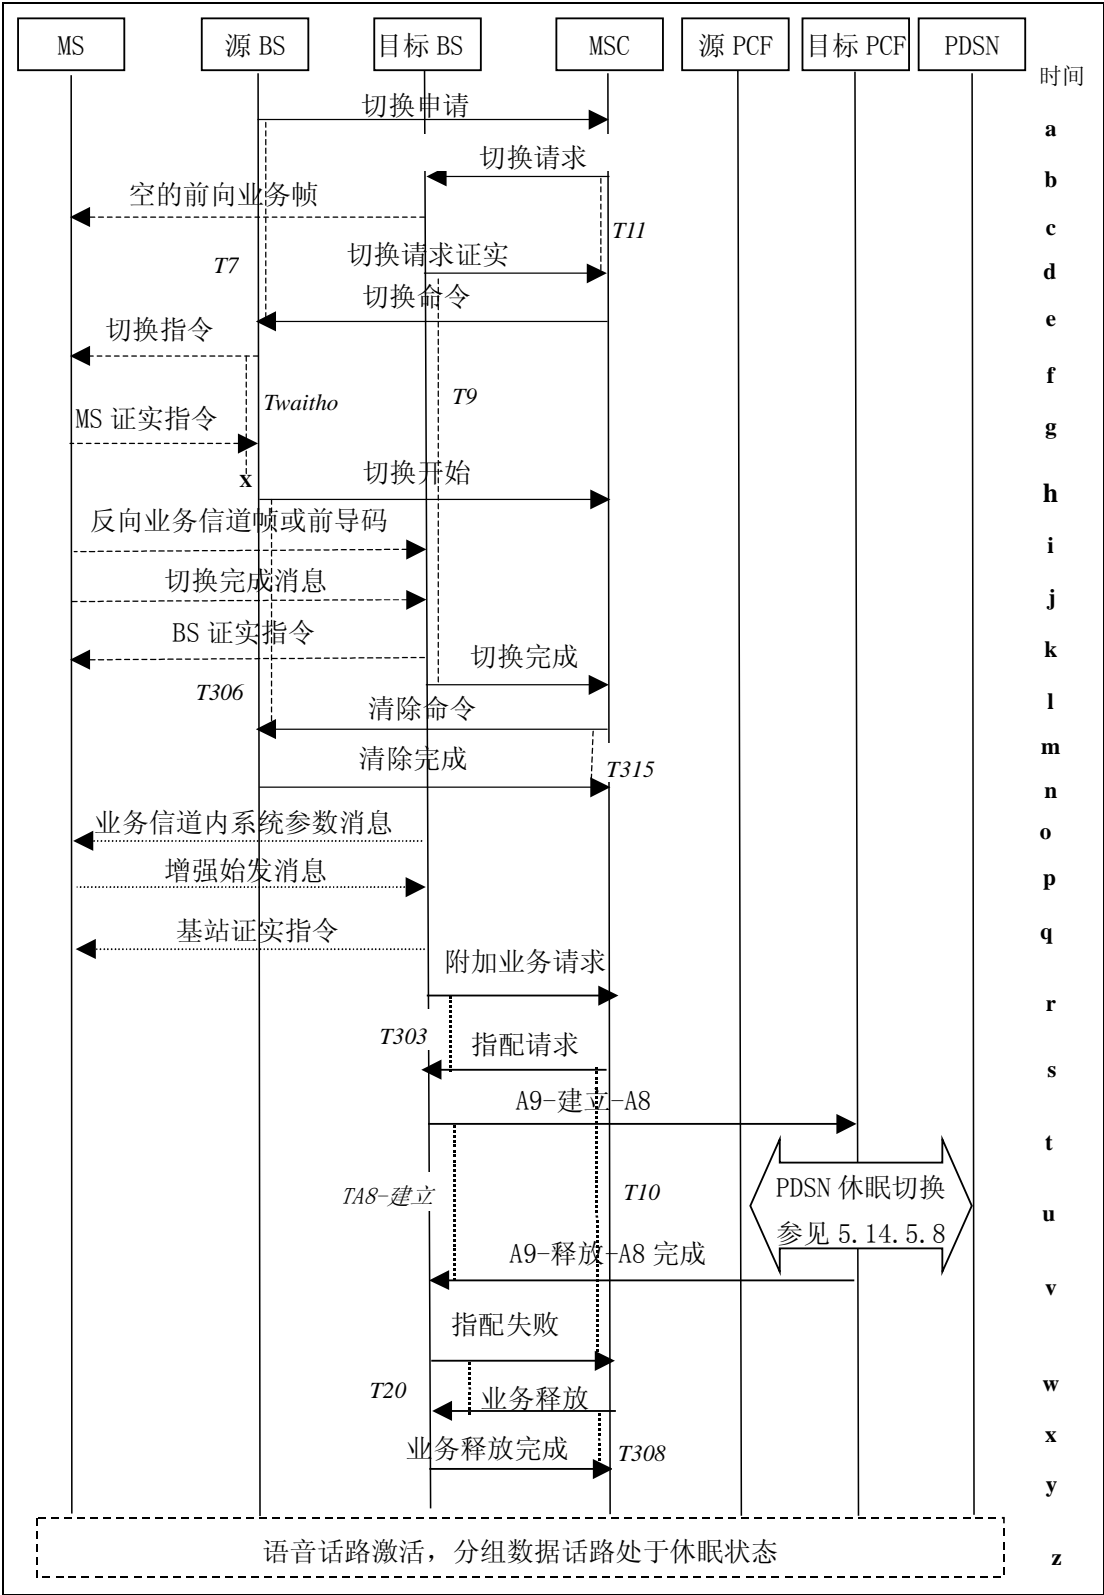 MS
源 BS
目标 BS
MSC
源 PCF
目标 PCF
PDSN
时间
切换申请
a
切换请求
b
空的前向业务帧
c
T11
切换请求证实
T7
d
切换命令
e
切换指令
f
Twaitho
T9
MS 证实指令
g
x
切换开始
h
反向业务信道帧或前导码
i
切换完成消息
j
BS 证实指令
k
切换完成
T306
l
清除命令
m
清除完成
T315
n
业务信道内系统参数消息
o
增强始发消息
p
基站证实指令
q
附加业务请求
r
T303
指配请求
s
A9-建立-A8
t
TA8-建立
T10
PDSN 休眠切换
参见 5.14.5.8
u
A9-释放-A8 完成
v
指配失败
w
T20
业务释放
x
业务释放完成
T308
y
语音话路激活，分组数据话路处于休眠状态
z